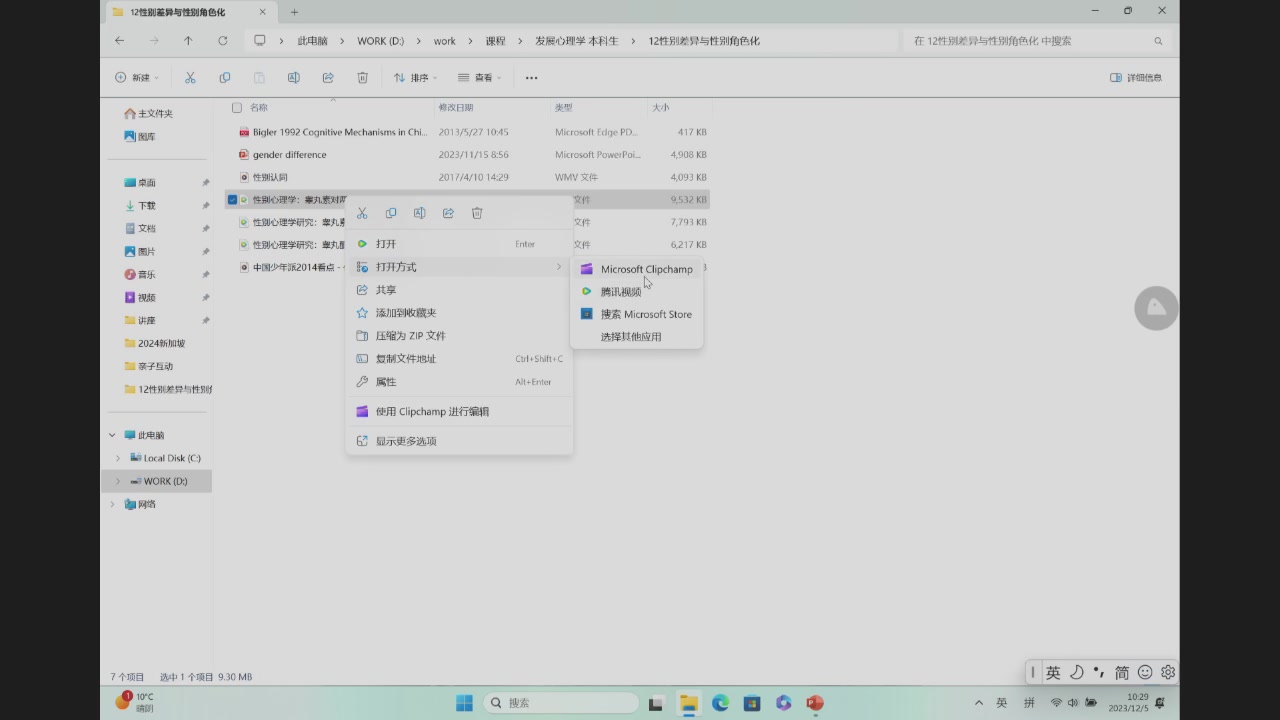 12性别差异与性别角色化
此电脑 WORK (D:) work 课程 发展心理学 本科生 12性别差异与性别角色化
在 12性别差异与性别角色化 中搜索
新建 排序 查看 详细信息
主文件夹
图库
桌面
下载
文档
图片
音乐
视频
讲座
2024新加坡
亲子互动
12性别差异与性别
此电脑
Local Disk (C:)
WORK (D:)
网络
名称 修改日期 类型 大小
Bigler 1992 Cognitive Mechanisms in Chi... 2013/5/27 10:45 Microsoft Edge PD... 417 KB
gender difference 2023/11/15 8:56 Microsoft PowerPoi... 4,908 KB
性别认同 2017/4/10 14:29 WMV 文件 4,093 KB
性别心理学：睾丸素对 文件 9,532 KB
性别心理学研究：睾丸 文件 7,793 KB
性别心理学研究：睾丸 文件 6,217 KB
中国少年派2014看点 -
打开 Enter
打开方式
共享
添加到收藏夹
压缩为 ZIP 文件
复制文件地址 Ctrl+Shift+C
属性 Alt+Enter
使用 Clipchamp 进行编辑
显示更多选项
Microsoft Clipchamp
腾讯视频
搜索 Microsoft Store
选择其他应用
7 个项目 选中 1 个项目 9.30 MB
英 简
1 10°C
晴朗
搜索
英 拼
10:29
2023/12/5